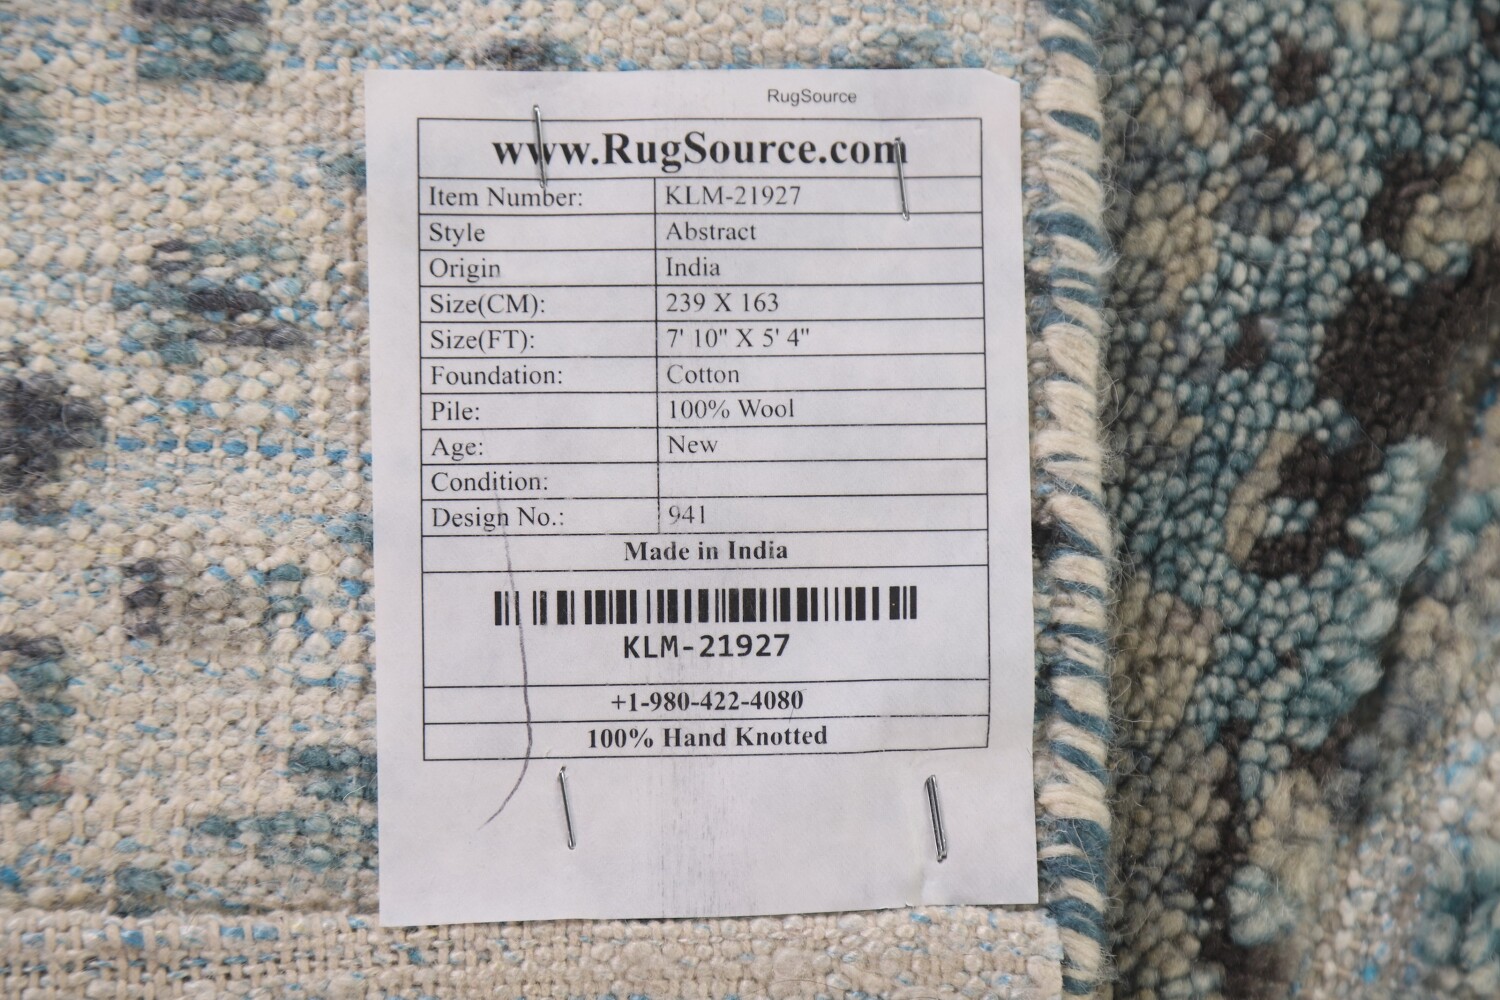 RugSource
www.RugSource.com
Item Number: KLM-21927
Style Abstract
Origin India
Size(CM): 239 X 163
Size(FT): 7' 10" X 5' 4"
Foundation: Cotton
Pile: 100% Wool
Age: New
Condition:
Design No.: 941
Made in India
KLM-21927
+1-980-422-4080
100% Hand Knotted